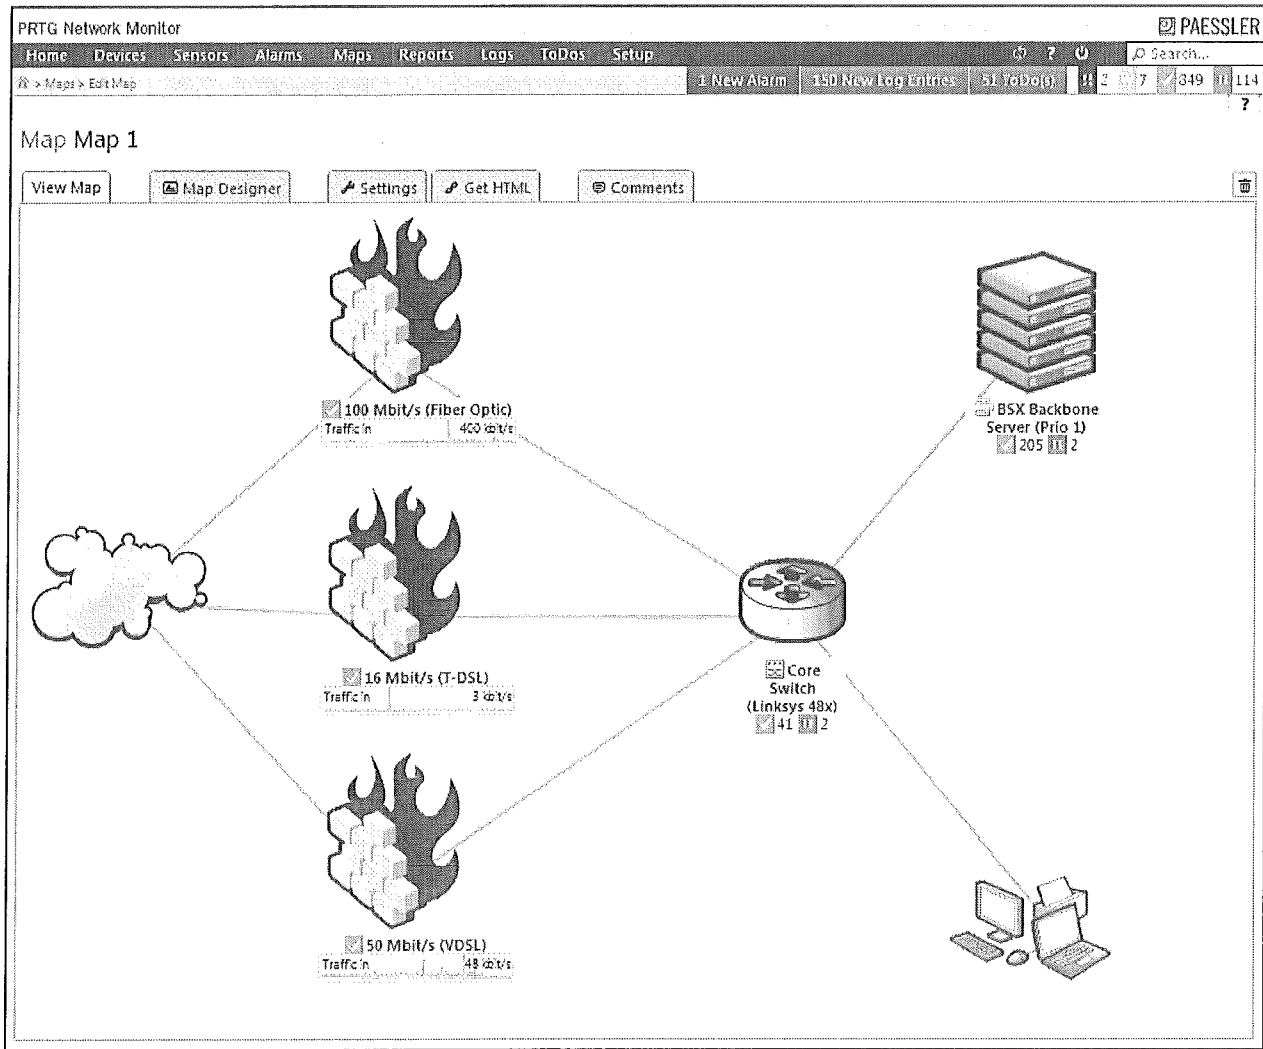 PRTG Network Monitor
PAESSLER
Home Devices Sensors Alarms Maps Reports Logs ToDos Setup ? Search...
> Maps > Edit Map 1 New Alarm 150 New Log Entries 51 ToDo(s) !! 2 7 849 114
?
Map Map 1
View Map Map Designer Settings Get HTML Comments
100 Mbit/s (Fiber Optic)
Traffic in 400 kbit/s
BSX Backbone
Server (Prio 1)
205 2
16 Mbit/s (T-DSL)
Traffic in 3 kbit/s
Core
Switch
(Linksys 48x)
41 2
50 Mbit/s (VDSL)
Traffic in 48 kbit/s